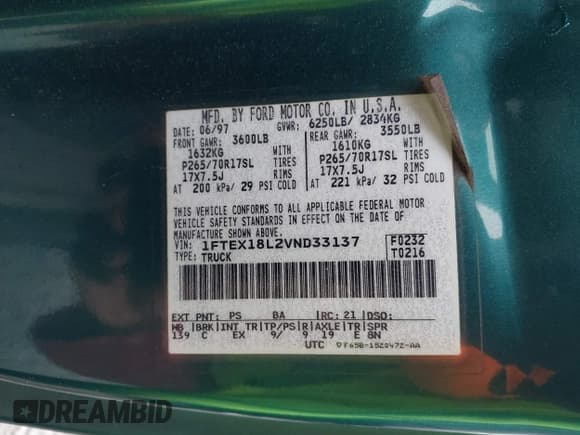 MFD. BY FORD MOTOR CO. IN U.S.A.
DATE: 06/97 GVWR: 6250LB/ 2834KG
FRONT GAWR: 3600LB REAR GAWR: 3550LB
1632KG WITH 1610KG WITH
P265/70R17SL TIRES P265/70R17SL TIRES
17X7.5J RIMS 17X7.5J RIMS
AT 200 kPa/ 29 PSI COLD AT 221 kPa/ 32 PSI COLD
THIS VEHICLE CONFORMS TO ALL APPLICABLE FEDERAL MOTOR
VEHICLE SAFETY STANDARDS IN EFFECT ON THE DATE OF
MANUFACTURE SHOWN ABOVE.
VIN: 1FTEX18L2VND33137 F0232
TYPE: TRUCK T0216
EXT PNT: PS BA RC: 21 DSO:
WB BRK INT TR TP/PS R AXLE TR SPR
139 C EX 9/ 9 19 E 8N
UTC F65B-1520472-AA
DREAMBID